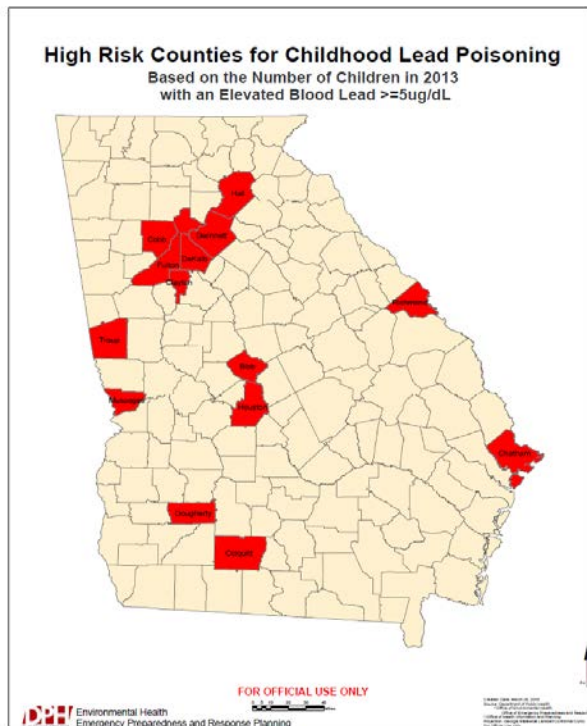 High Risk Counties for Childhood Lead Poisoning
Based on the Number of Children in 2013
with an Elevated Blood Lead >=5ug/dL
Hall
Cobb
Gwinnett
Fulton
DeKalb
Clayton
Richmond
Troup
Bibb
Muscogee
Houston
Chatham
Dougherty
Colquitt
FOR OFFICIAL USE ONLY
DPH
Environmental Health
Emergency Preparedness and Response Planning